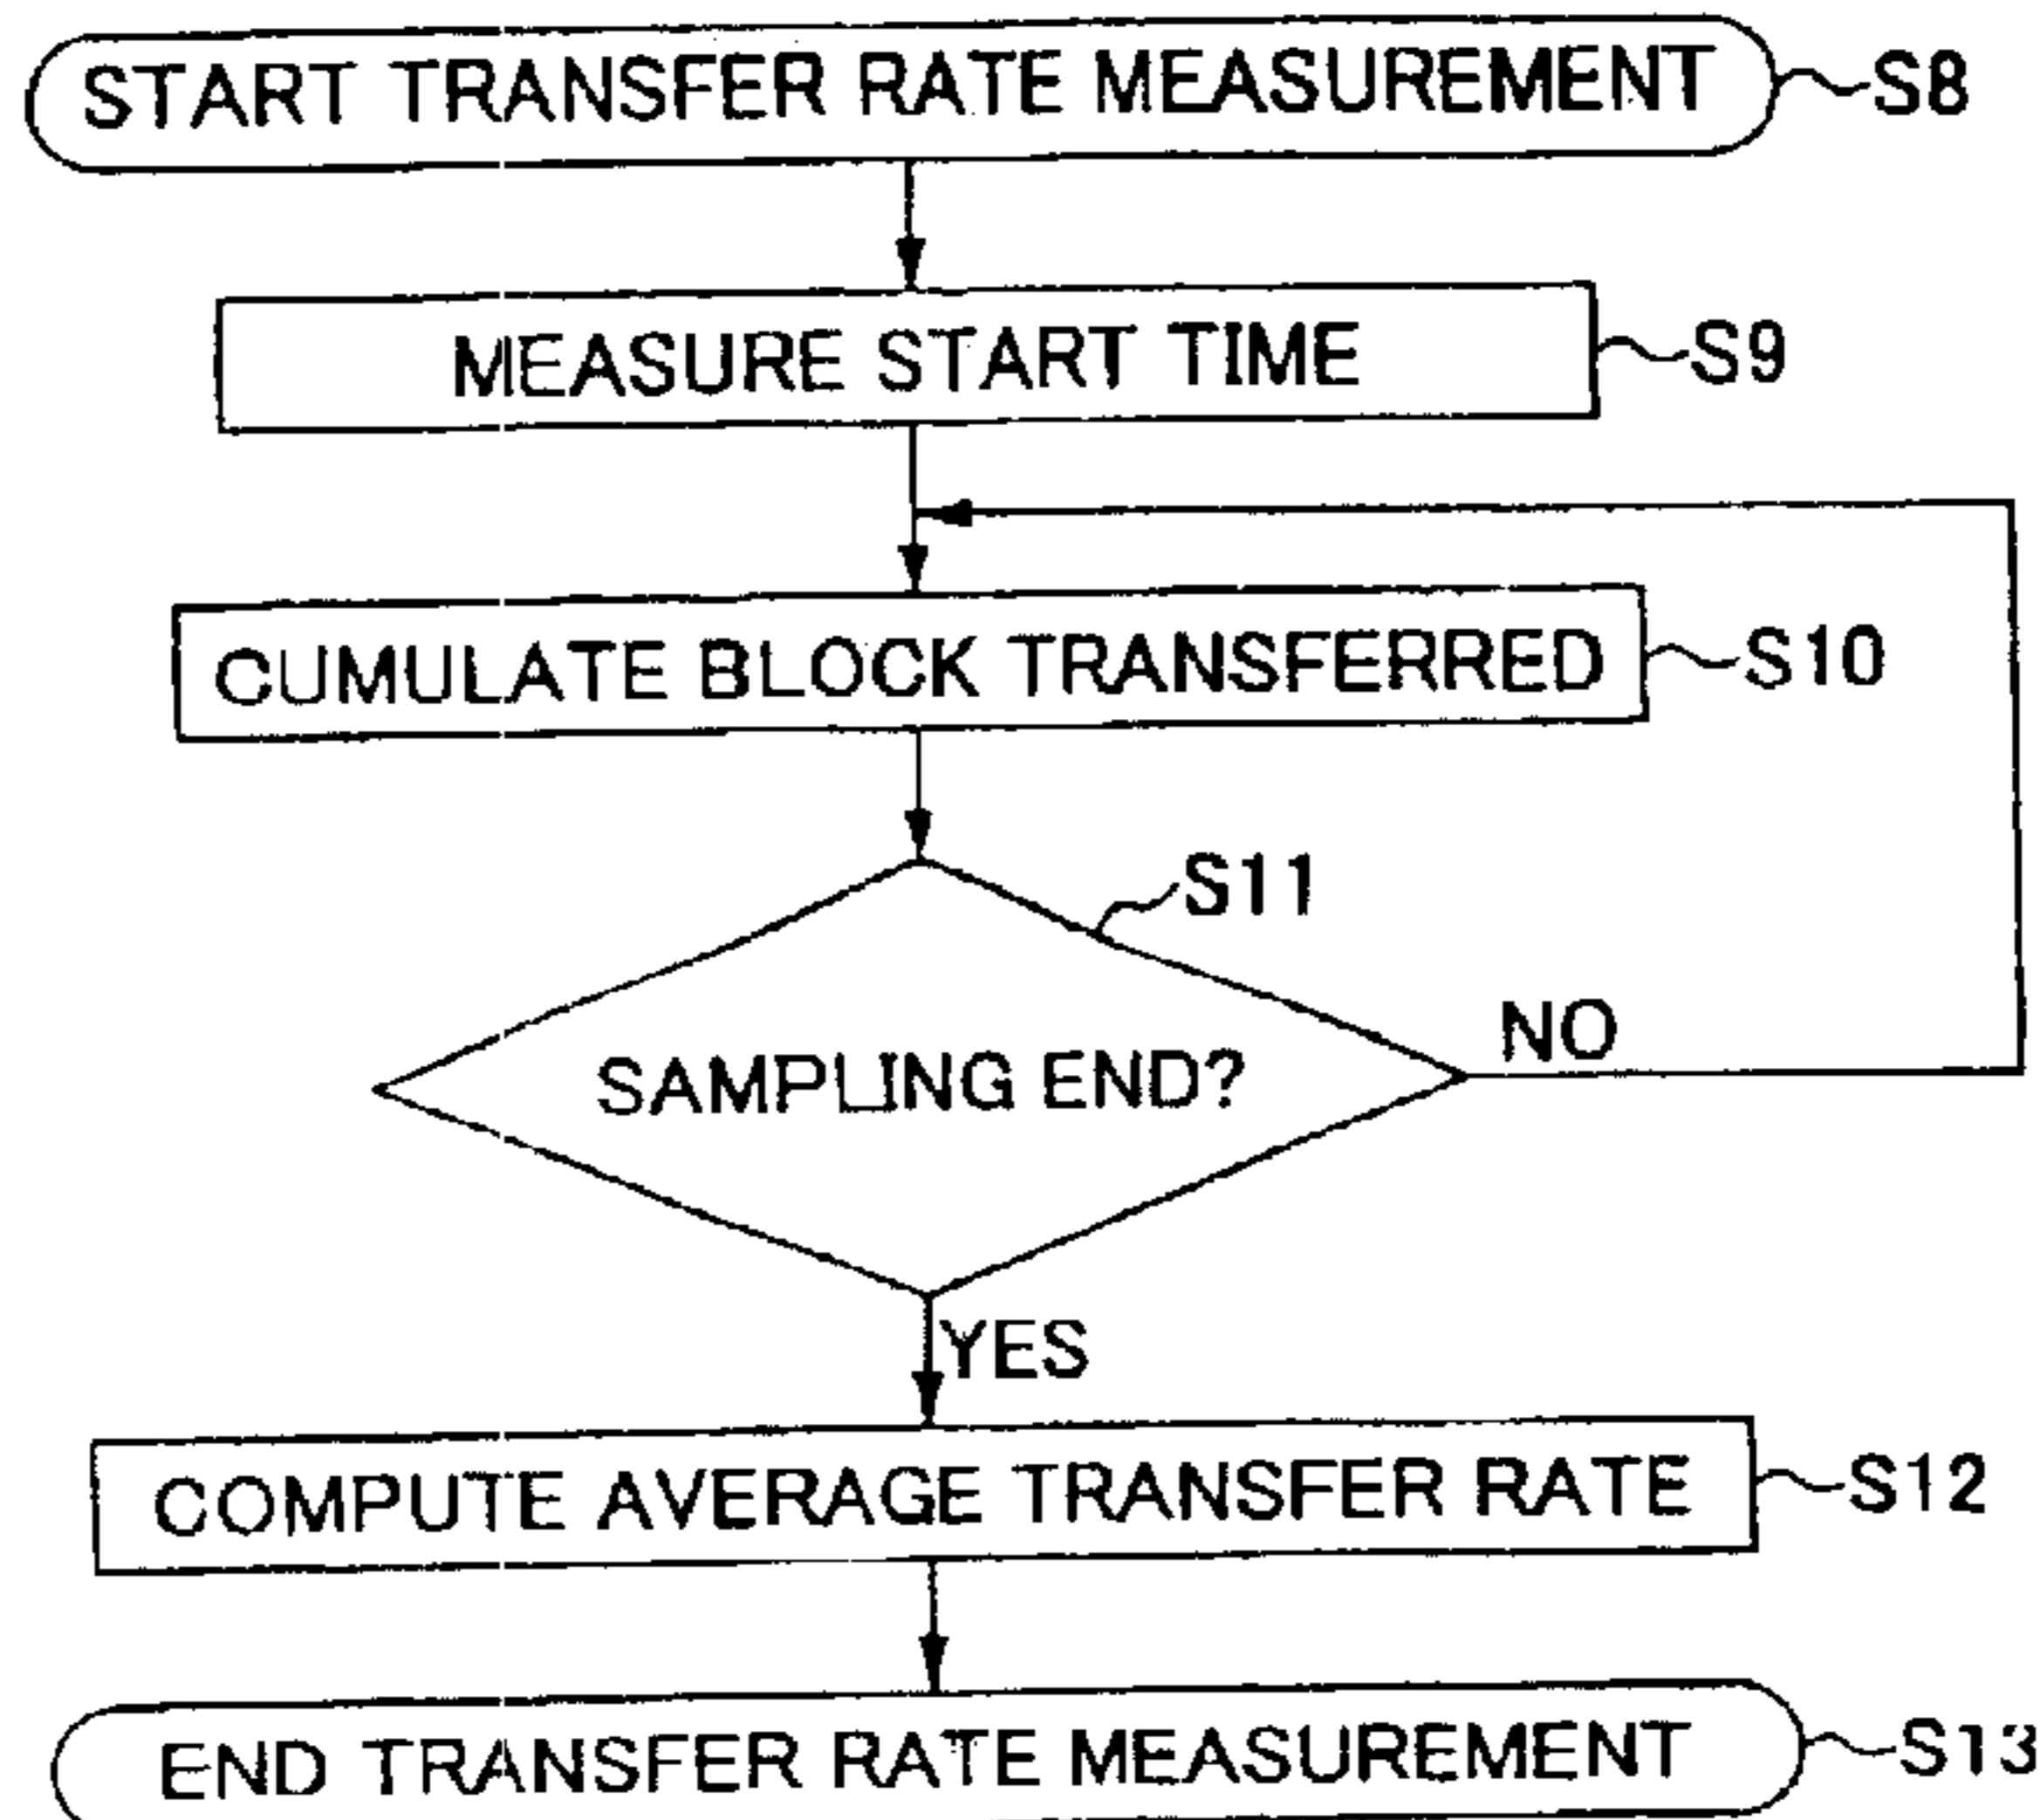 START TRANSFER RATE MEASUREMENT S8
MEASURE START TIME S9
CUMULATE BLOCK TRANSFERRED S10
S11
SAMPLING END?
NO
YES
COMPUTE AVERAGE TRANSFER RATE S12
END TRANSFER RATE MEASUREMENT S13